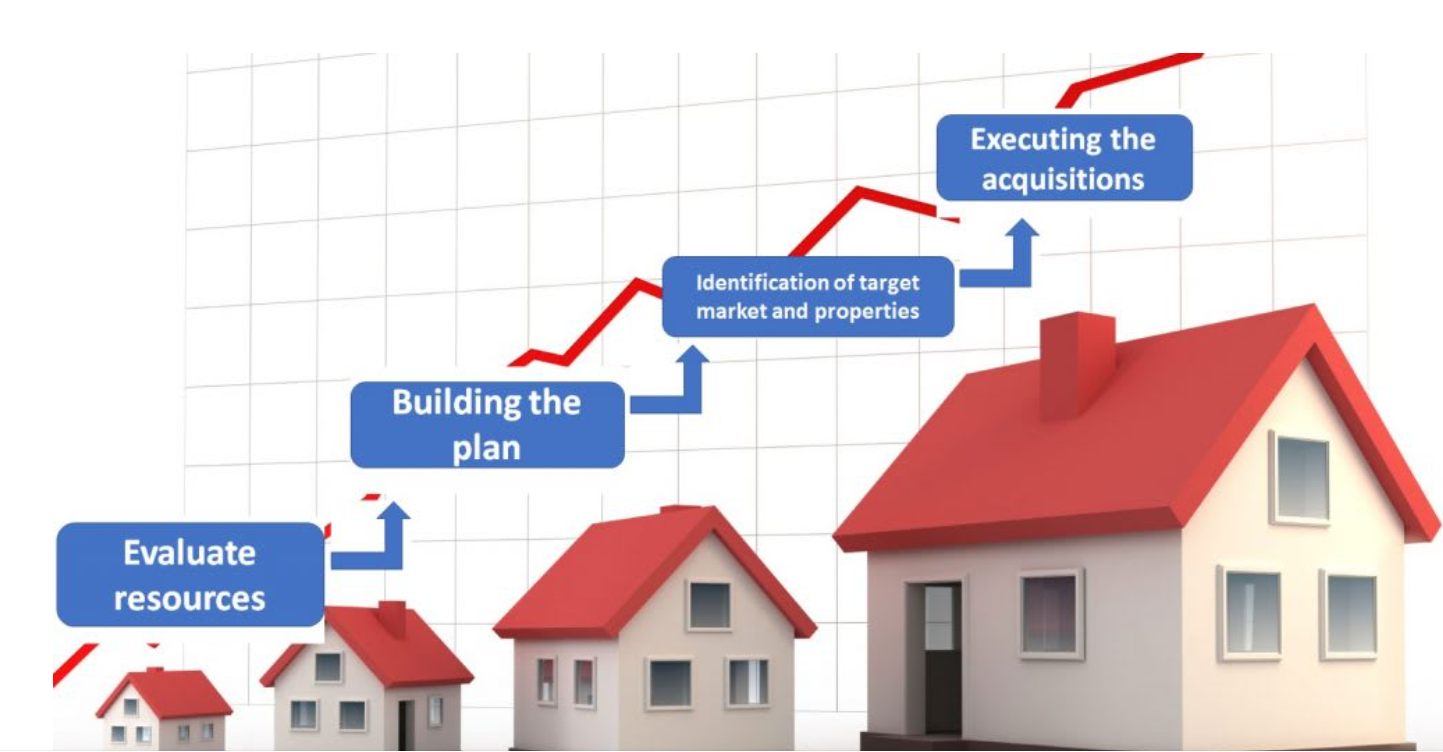 Executing the
acquisitions
Identification of target
market and properties
Building the
plan
Evaluate
resources